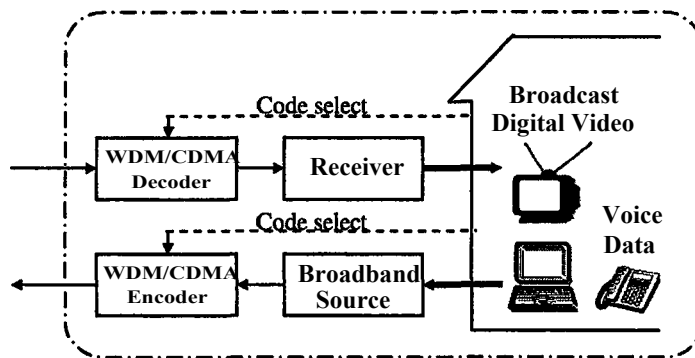 Code select
Broadcast
Digital Video
WDM/CDMA
Decoder
Receiver
Code select
Voice
Data
WDM/CDMA
Encoder
Broadband
Source